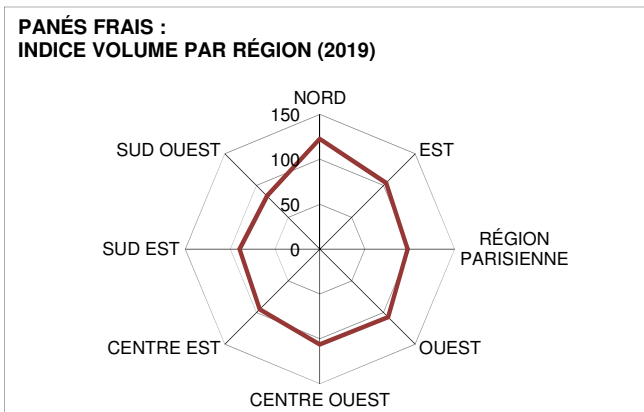 PANÉS FRAIS :
INDICE VOLUME PAR RÉGION (2019)
NORD
150
SUD OUEST
EST
100
50
SUD EST
0
RÉGION
PARISIENNE
CENTRE EST
OUEST
CENTRE OUEST